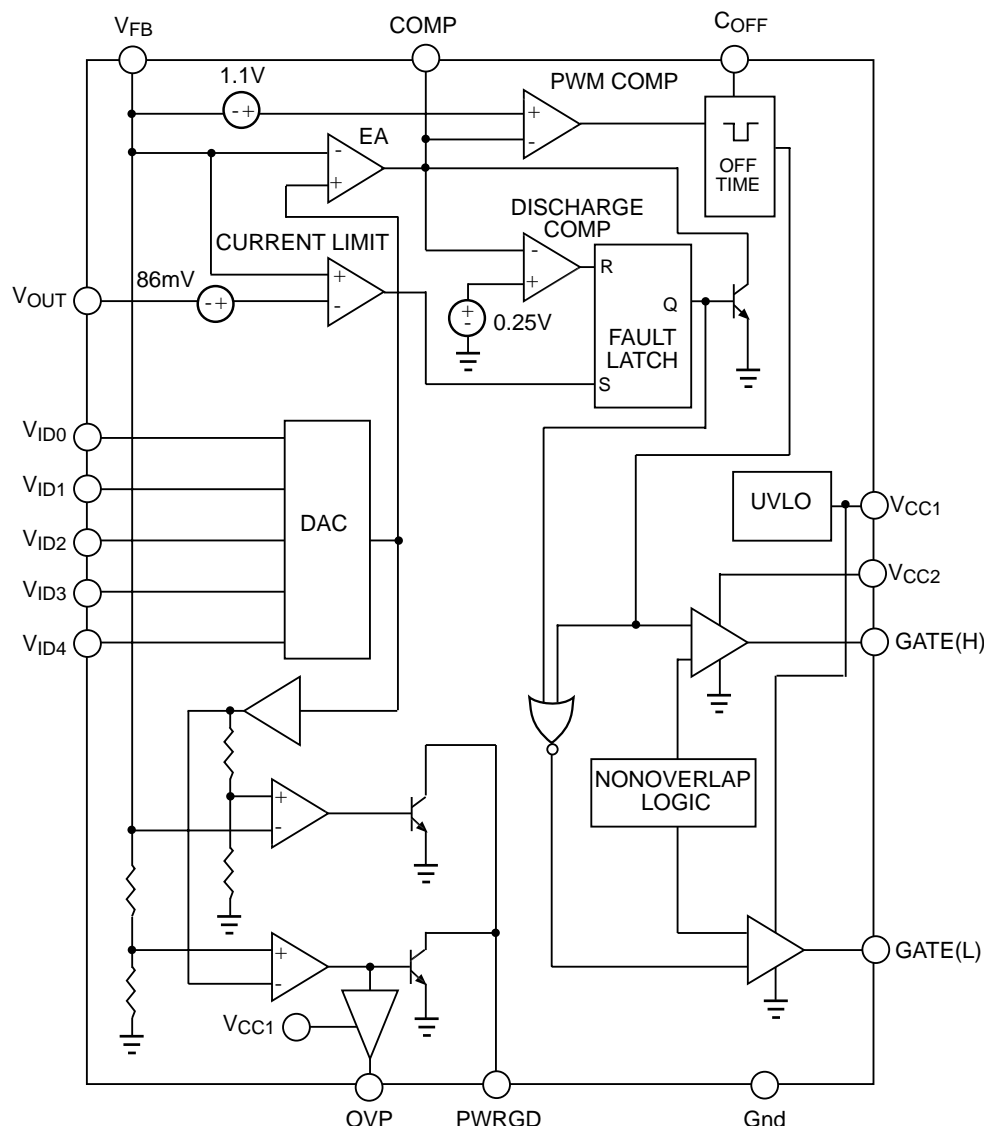 VFB
COMP
COFF
1.1V
- +
PWM COMP
+
-
EA
-
+
OFF
TIME
DISCHARGE
COMP
CURRENT LIMIT
-
+
R
Q
FAULT
LATCH
S
86mV
VOUT
- +
+
-
+
-
0.25V
VID0
VID1
VID2
VID3
VID4
DAC
UVLO
VCC1
VCC2
GATE(H)
NONOVERLAP
LOGIC
+
-
+
-
GATE(L)
VCC1
OVP
PWRGD
Gnd